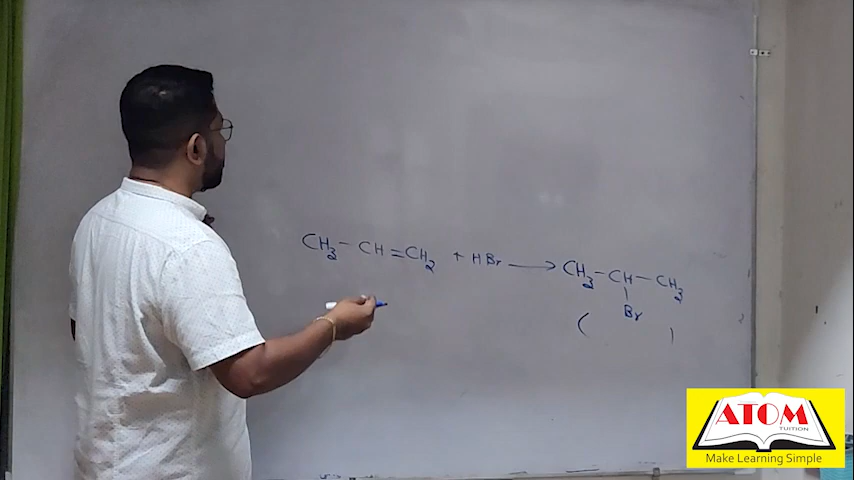 CH₃ – CH = CH₂ + HBr ⟶ CH₃ – CH – CH₃
|
Br
( )
ATOM
TUITION
Make Learning Simple